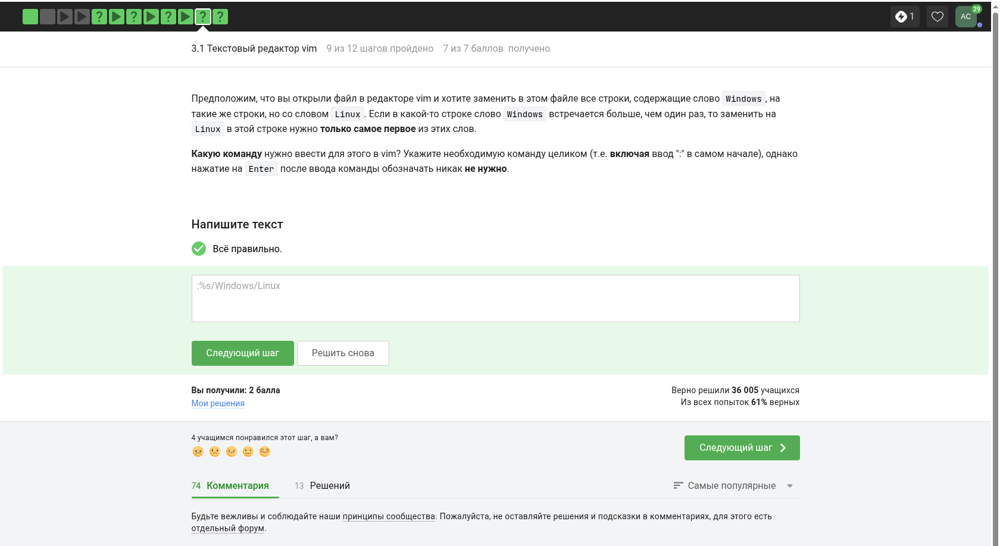 ? ? ? ? ?
1
AC
29
3.1 Текстовый редактор vim 9 из 12 шагов пройдено 7 из 7 баллов получено
Предположим, что вы открыли файл в редакторе vim и хотите заменить в этом файле все строки, содержащие слово Windows, на
такие же строки, но со словом Linux. Если в какой-то строке слово Windows встречается больше, чем один раз, то заменить на
Linux в этой строке нужно только самое первое из этих слов.
Какую команду нужно ввести для этого в vim? Укажите необходимую команду целиком (т.е. включая ввод ":" в самом начале), однако
нажатие на Enter после ввода команды обозначать никак не нужно.
Напишите текст
Всё правильно.
:%s/Windows/Linux
Следующий шаг Решить снова
Вы получили: 2 балла
Мои решения
Верно решили 36 005 учащихся
Из всех попыток 61% верных
4 учащимся понравился этот шаг, а вам?
Следующий шаг
74 Комментария 13 Решений Самые популярные
Будьте вежливы и соблюдайте наши принципы сообщества. Пожалуйста, не оставляйте решения и подсказки в комментариях, для этого есть
отдельный форум.